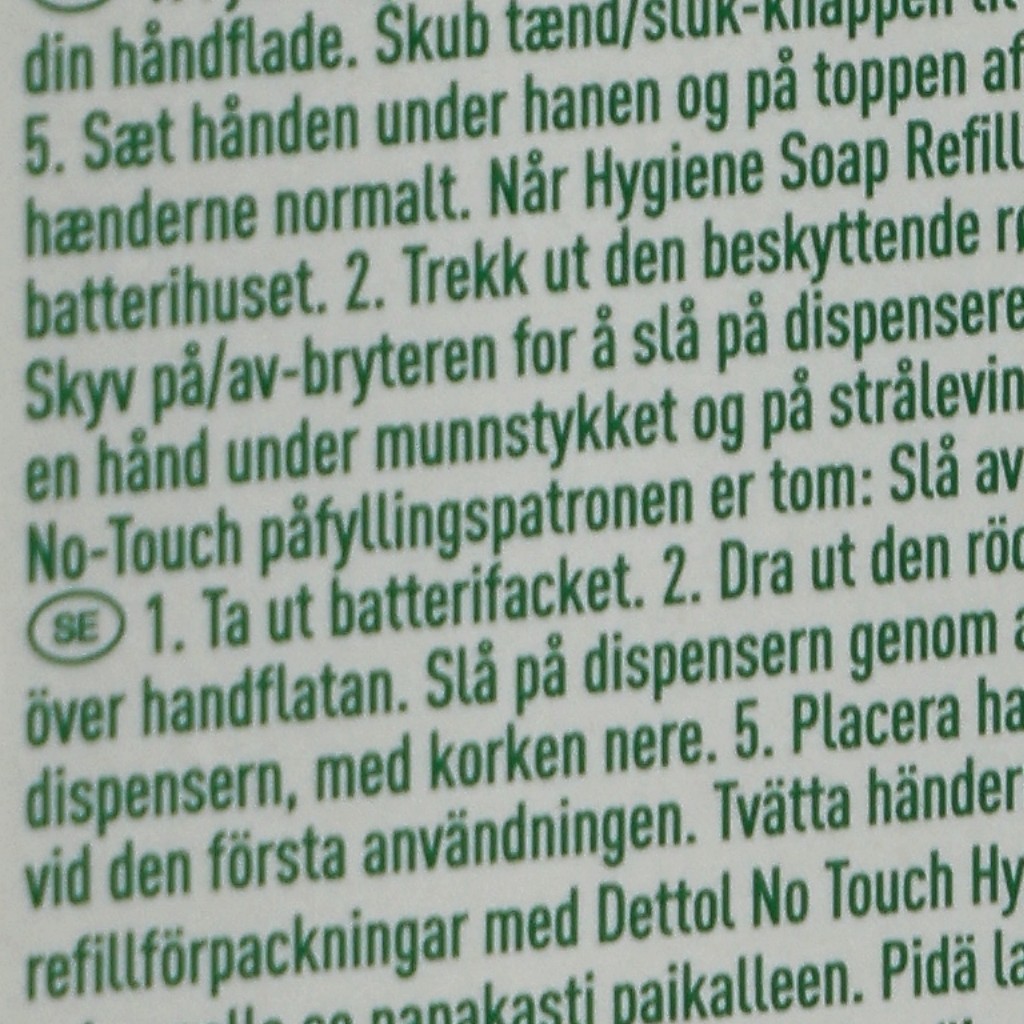 din håndflade. Skub tænd/sluk-knappen
5. Sæt hånden under hanen og på toppen af
hænderne normalt. Når Hygiene Soap Refill
batterihuset. 2. Trekk ut den beskyttende
Skyv på/av-bryteren for å slå på dispensere
en hånd under munnstykket og på strålevin
No-Touch påfyllingspatronen er tom: Slå av
SE 1. Ta ut batterifacket. 2. Dra ut den röd
över handflatan. Slå på dispensern genom a
dispensern, med korken nere. 5. Placera ha
vid den första användningen. Tvätta händer
refillförpackningar med Dettol No Touch Hy
papakasti paikalleen. Pidä la